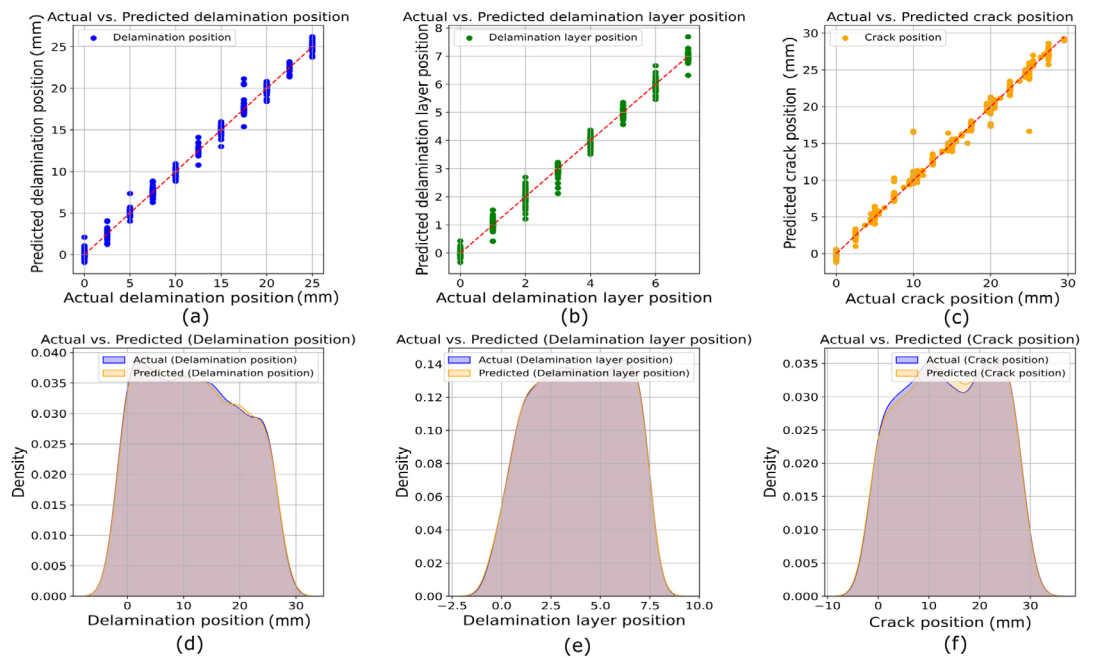 Actual vs. Predicted delamination position
Predicted delamination position (mm)
25
20
15
10
5
0
Delamination position
0 5 10 15 20 25
Actual delamination position (mm)
(a)
Actual vs. Predicted delamination layer position
Predicted delamination layer position
8
7
6
5
4
3
2
1
0
Delamination layer position
0 2 4 6
Actual delamination layer position
(b)
Actual vs. Predicted crack position
Predicted crack position (mm)
30
25
20
15
10
5
0
Crack position
0 10 20 30
Actual crack position (mm)
(c)
Actual vs. Predicted (Delamination position)
Density
0.040
0.035
0.030
0.025
0.020
0.015
0.010
0.005
0.000
Actual (Delamination position)
Predicted (Delamination position)
0 10 20 30
Delamination position (mm)
(d)
Actual vs. Predicted (Delamination layer position)
Density
0.14
0.12
0.10
0.08
0.06
0.04
0.02
0.00
Actual (Delamination layer position)
Predicted (Delamination layer position)
−2.5 0.0 2.5 5.0 7.5 10.0
Delamination layer position
(e)
Actual vs. Predicted (Crack position)
Density
0.035
0.030
0.025
0.020
0.015
0.010
0.005
0.000
Actual (Crack position)
Predicted (Crack position)
−10 0 10 20 30
Crack position (mm)
(f)